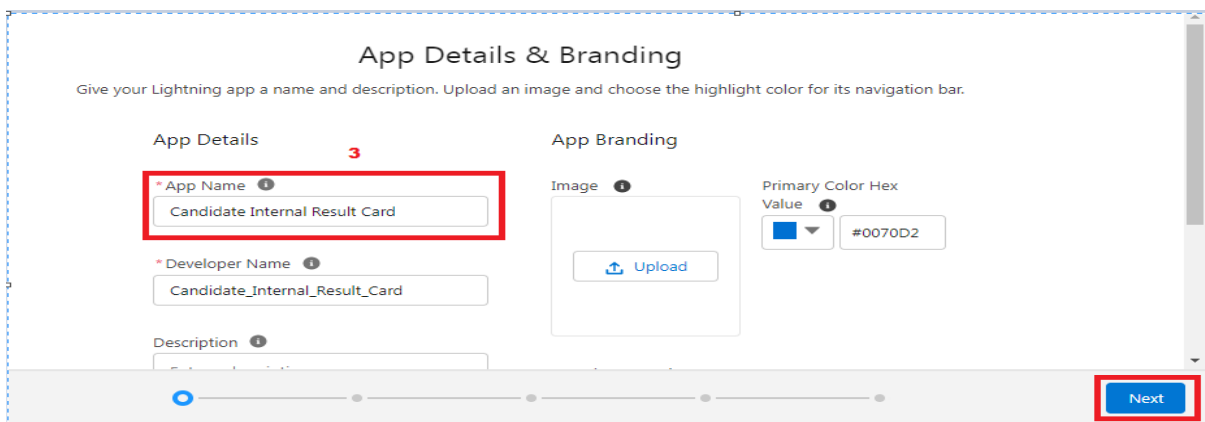 App Details & Branding
Give your Lightning app a name and description. Upload an image and choose the highlight color for its navigation bar.
App Details
3
* App Name
Candidate Internal Result Card
* Developer Name
Candidate_Internal_Result_Card
Description
App Branding
Image
Upload
Primary Color Hex
Value
#0070D2
Next